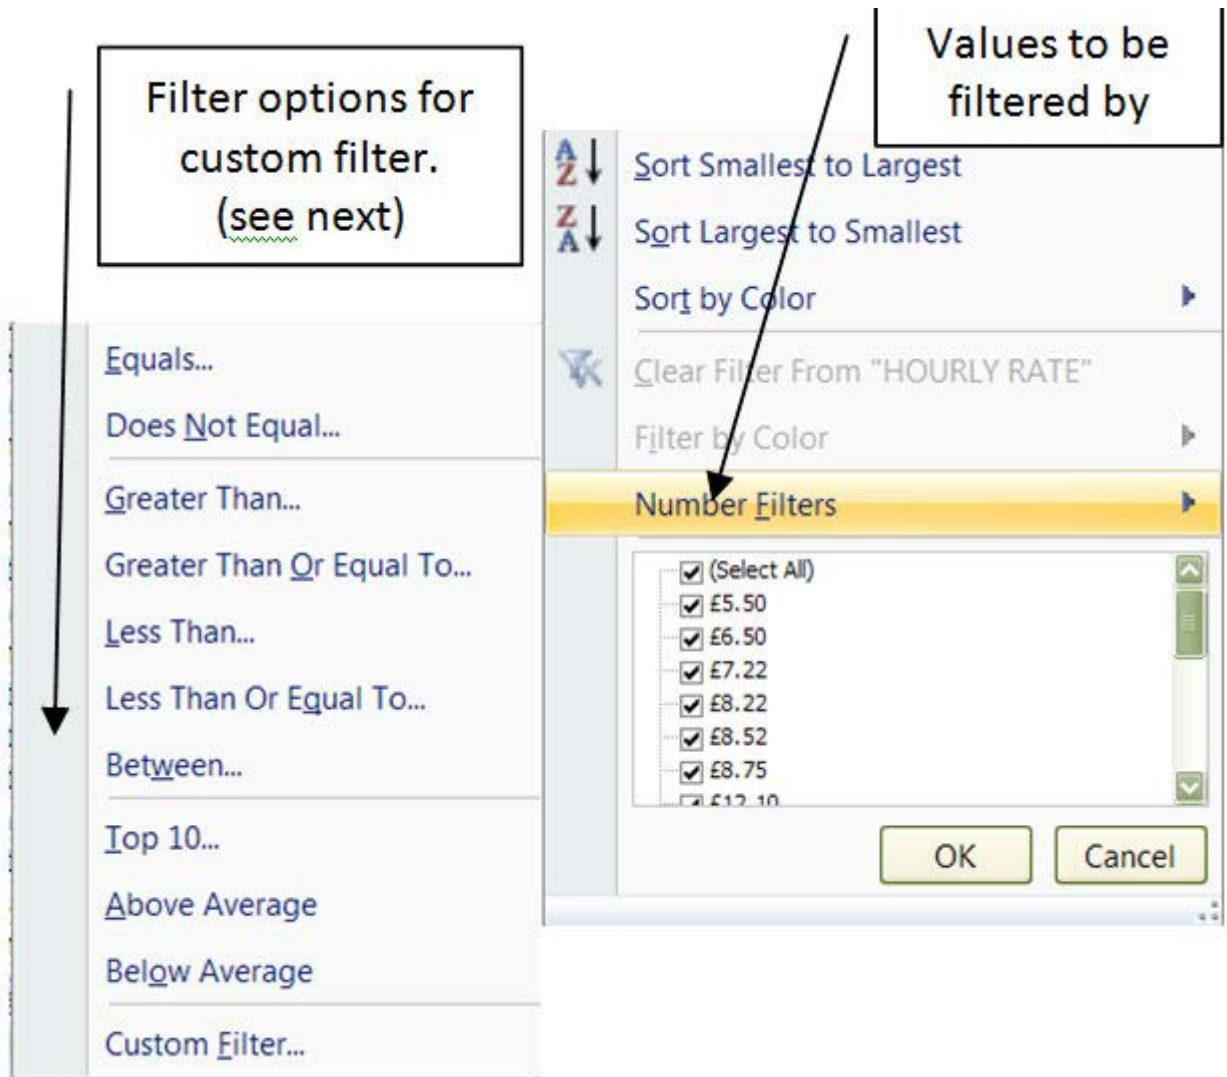 Filter options for
custom filter.
(see next)
Values to be
filtered by
Equals...
Does Not Equal...
Greater Than...
Greater Than Or Equal To...
Less Than...
Less Than Or Equal To...
Between...
Top 10...
Above Average
Below Average
Custom Filter...
A
Z
Sort Smallest to Largest
Z
A
Sort Largest to Smallest
Sort by Color
Clear Filter From "HOURLY RATE"
Filter by Color
Number Filters
(Select All)
£5.50
£6.50
£7.22
£8.22
£8.52
£8.75
£12.10
OK Cancel